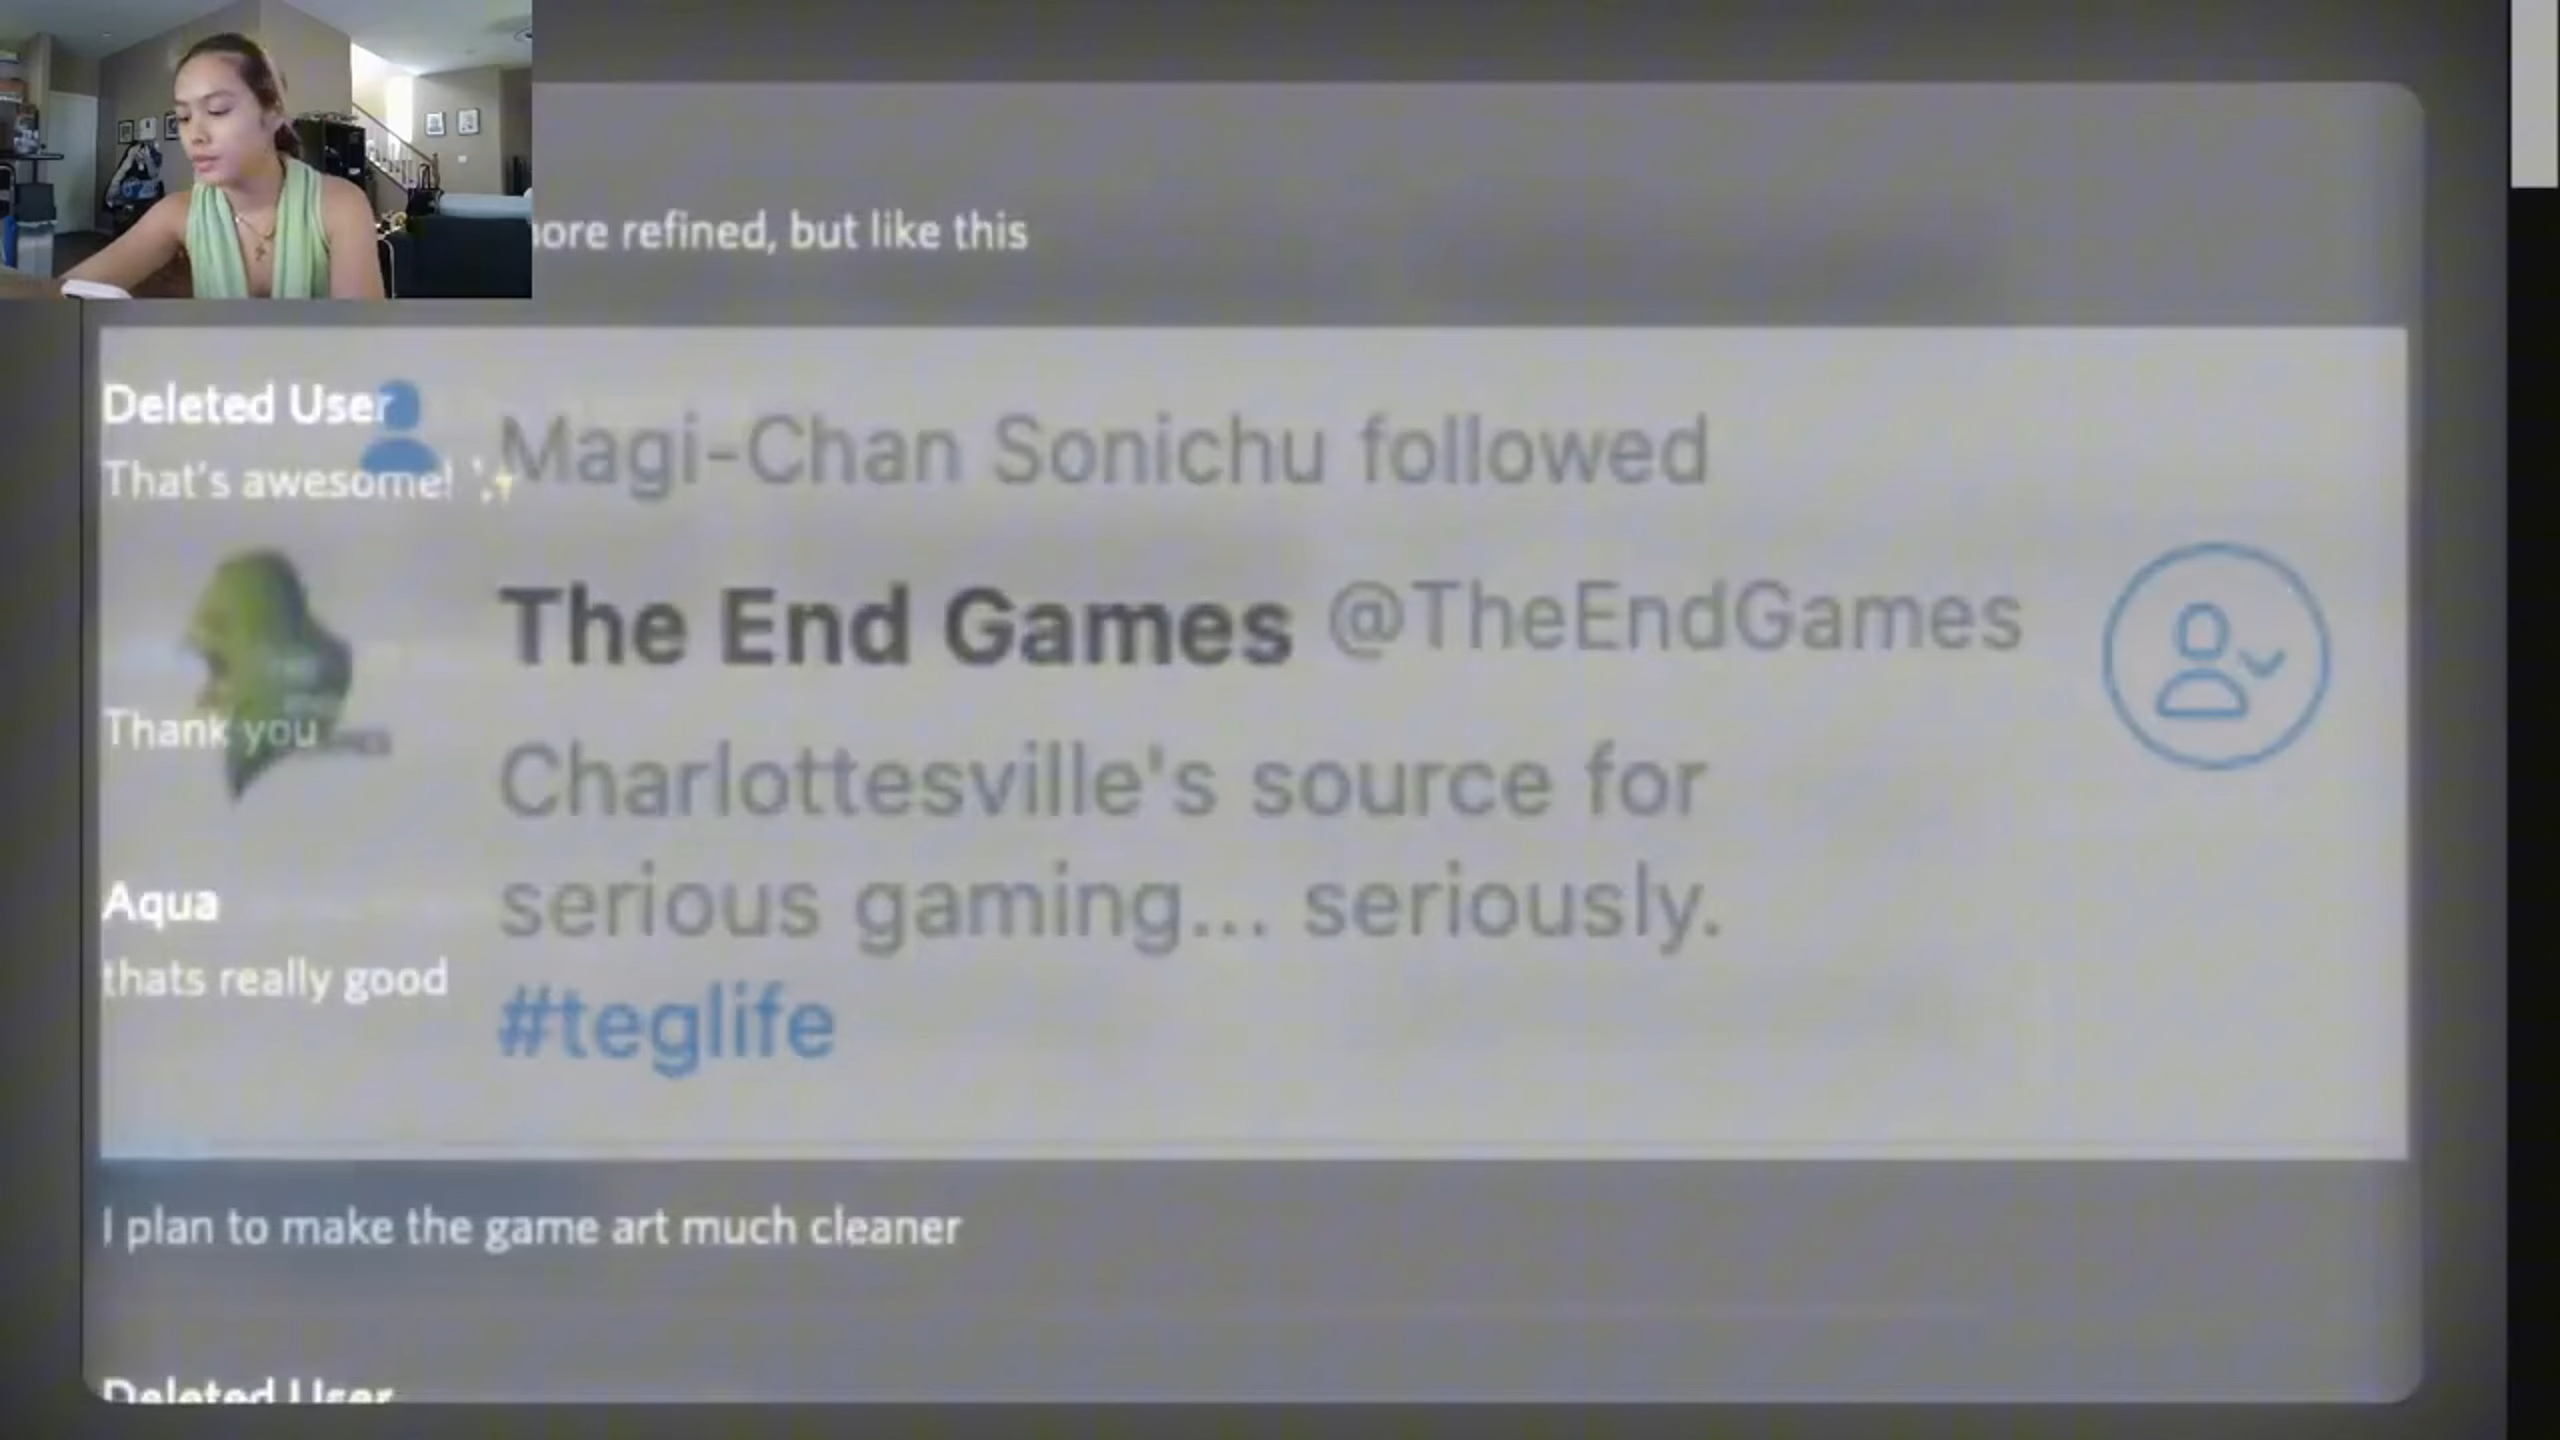 ore refined, but like this
Deleted User
That's awesome!
Magi-Chan Sonichu followed
The End Games @TheEndGames
Thank you
Charlottesville's source for
serious gaming... seriously.
#teglife
Aqua
thats really good
I plan to make the game art much cleaner
Deleted User